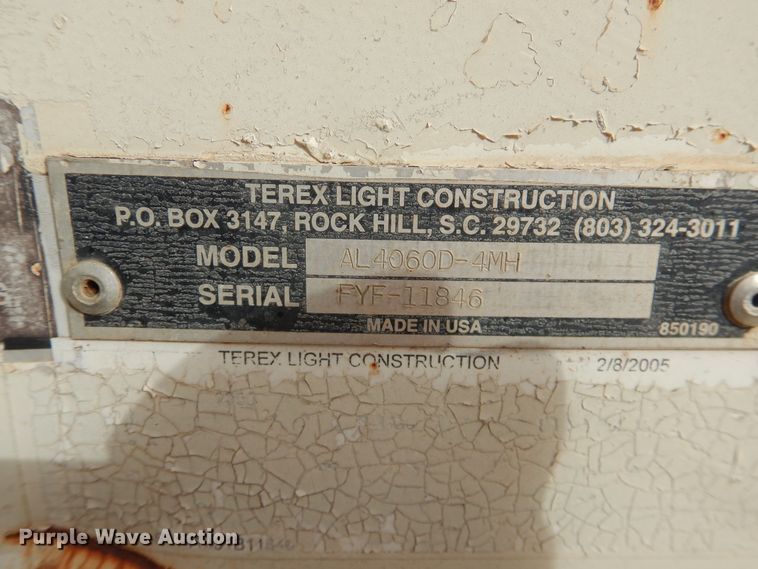 TEREX LIGHT CONSTRUCTION
P.O. BOX 3147, ROCK HILL, S.C. 29732 (803) 324-3011
MODEL AL4060D-4MH
SERIAL FYF-11846
MADE IN USA 850190
TEREX LIGHT CONSTRUCTION 2/8/2005
Purple Wave Auction